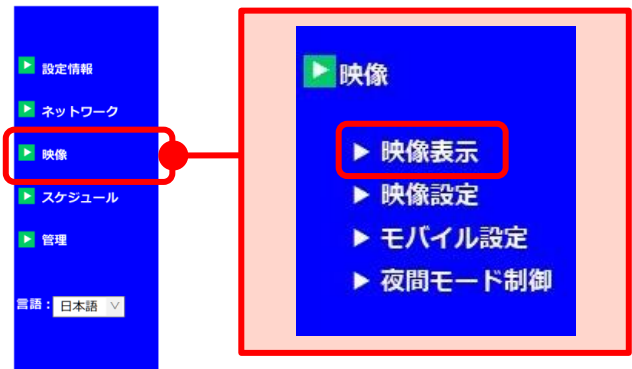 設定情報
ネットワーク
映像
スケジュール
管理
言語：日本語
映像
映像表示
映像設定
モバイル設定
夜間モード制御